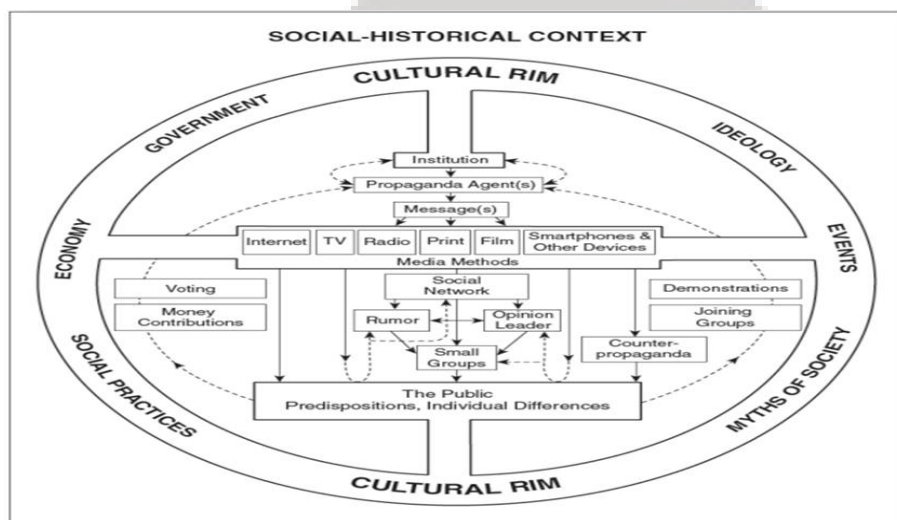 SOCIAL-HISTORICAL CONTEXT
CULTURAL RIM
GOVERNMENT
IDEOLOGY
Institution
Propaganda Agent(s)
Message(s)
Internet
TV
Radio
Print
Film
Smartphones &
Other Devices
Media Methods
ECONOMY
EVENTS
Voting
Money
Contributions
Social
Network
Rumor
Opinion
Leader
Small
Groups
Demonstrations
Joining
Groups
Counter-
propaganda
The Public
Predispositions, Individual Differences
SOCIAL PRACTICES
MYTHS OF SOCIETY
CULTURAL RIM